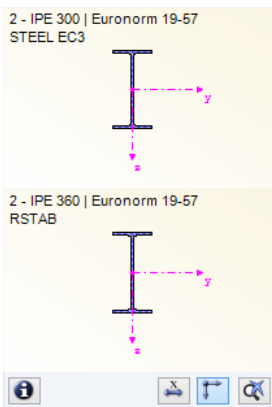 2 - IPE 300 | Euronorm 19-57
STEEL EC3
y
z
2 - IPE 360 | Euronorm 19-57
RSTAB
y
z
i
x